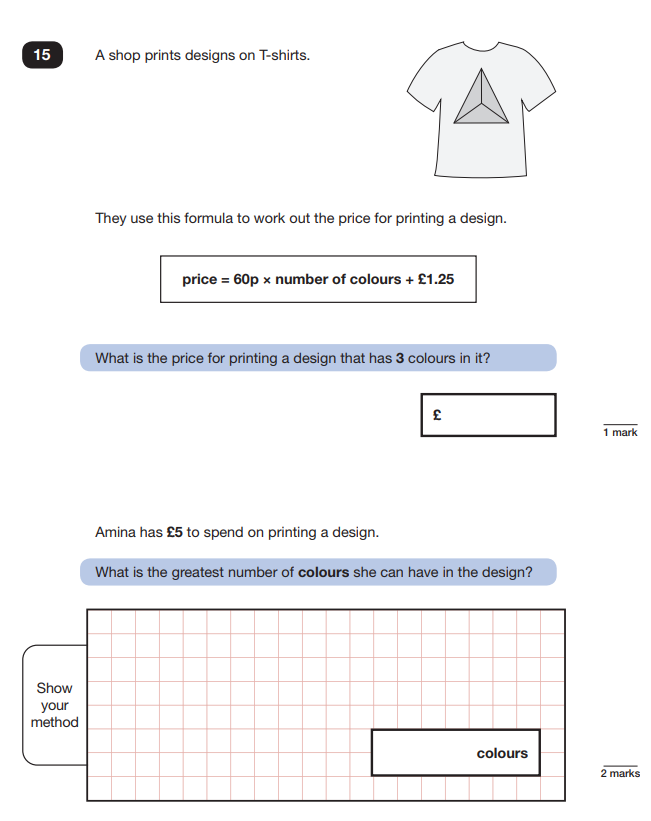 15
A shop prints designs on T-shirts.
They use this formula to work out the price for printing a design.
price = 60p × number of colours + £1.25
What is the price for printing a design that has 3 colours in it?
£
1 mark
Amina has £5 to spend on printing a design.
What is the greatest number of colours she can have in the design?
Show
your
method
colours
2 marks